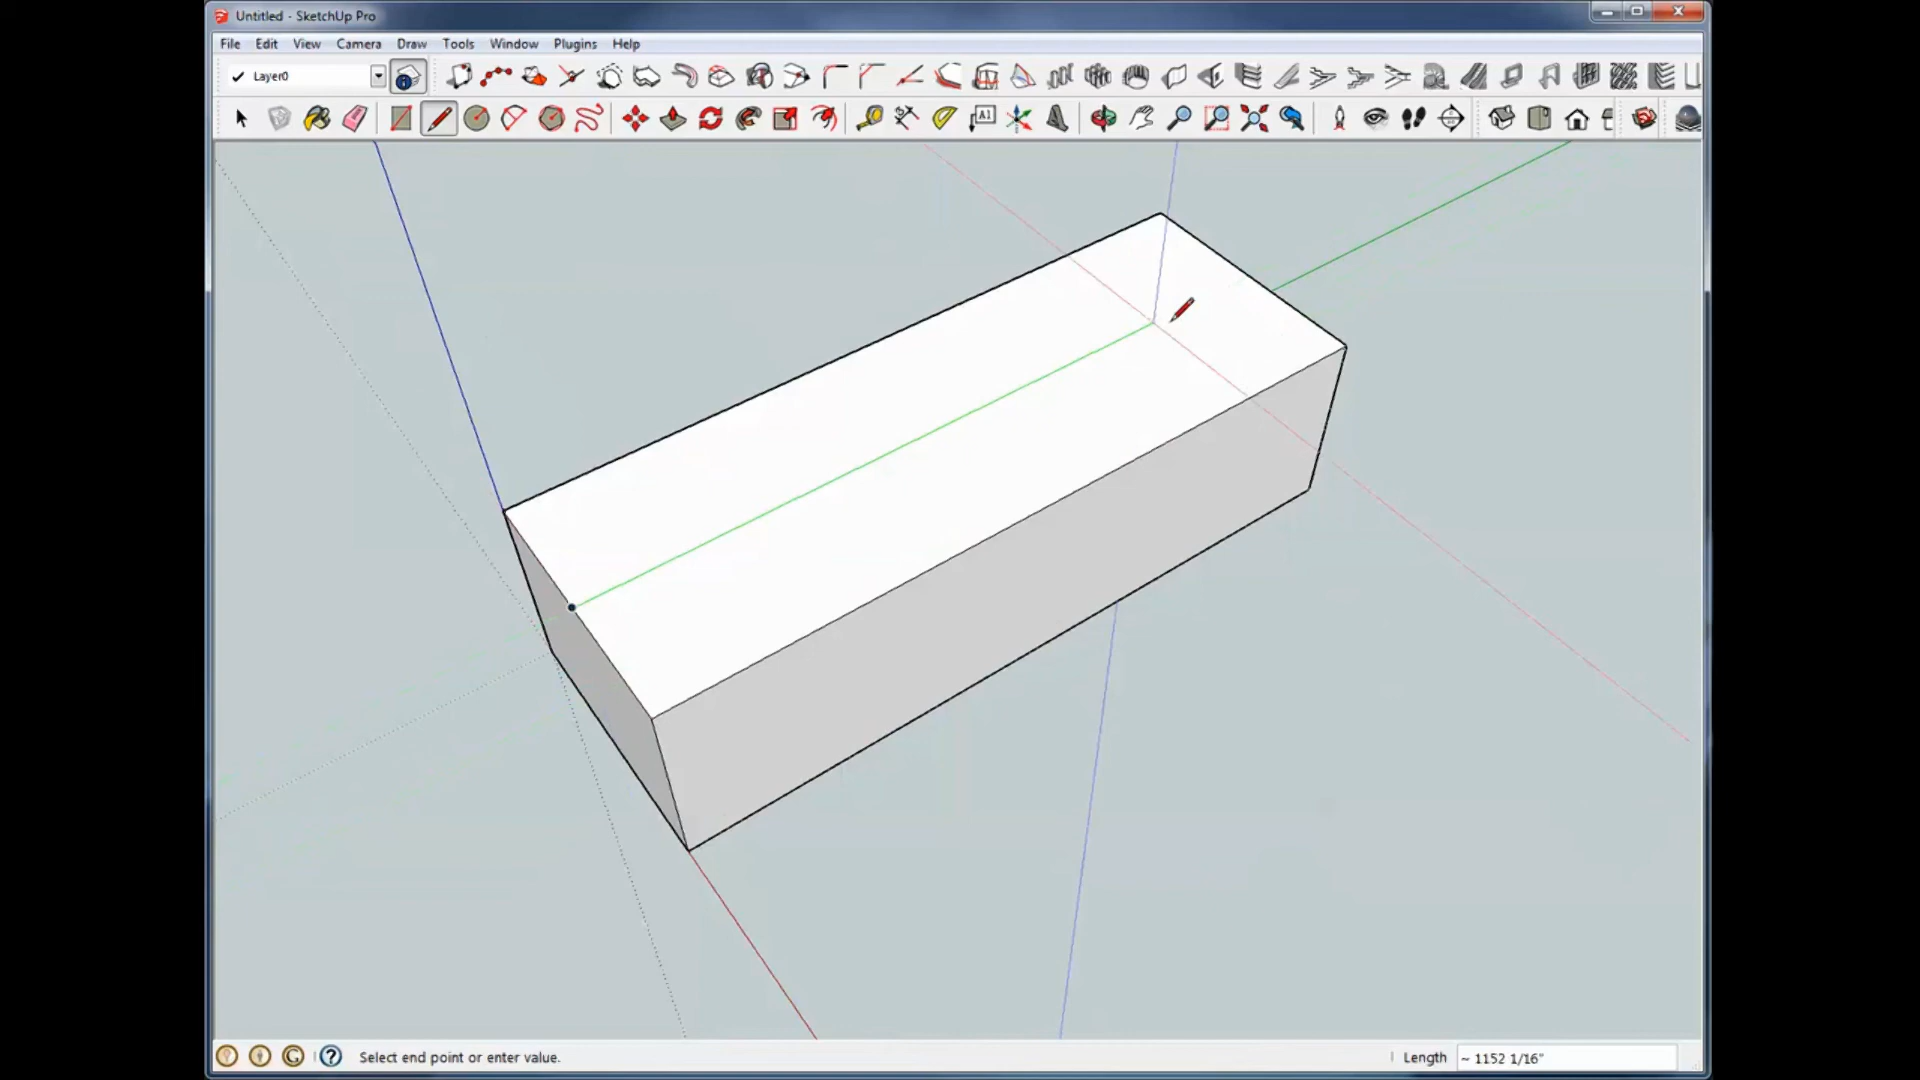 Untitled - SketchUp Pro
File Edit View Camera Draw Tools Window Plugins Help
Layer0
A1
Select end point or enter value.
Length ~ 1152 1/16"